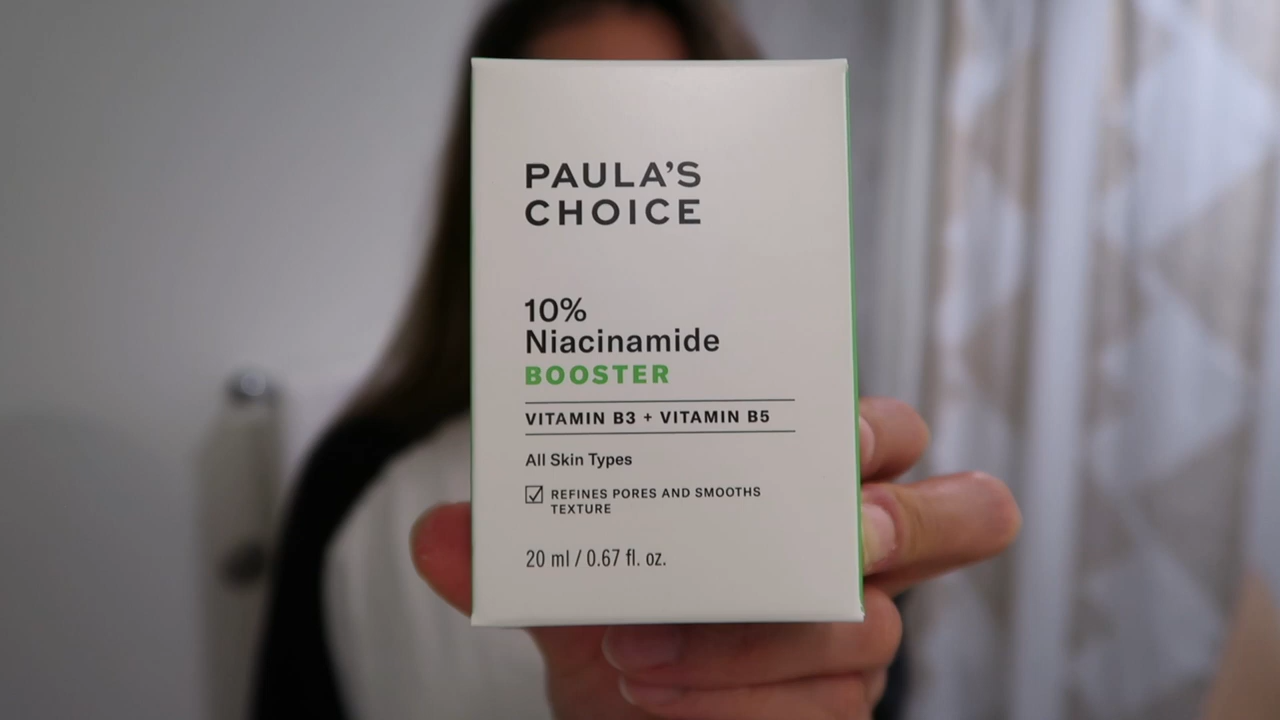 PAULA'S
CHOICE
10%
Niacinamide
BOOSTER
VITAMIN B3 + VITAMIN B5
All Skin Types
REFINES PORES AND SMOOTHS
TEXTURE
20 ml / 0.67 fl. oz.